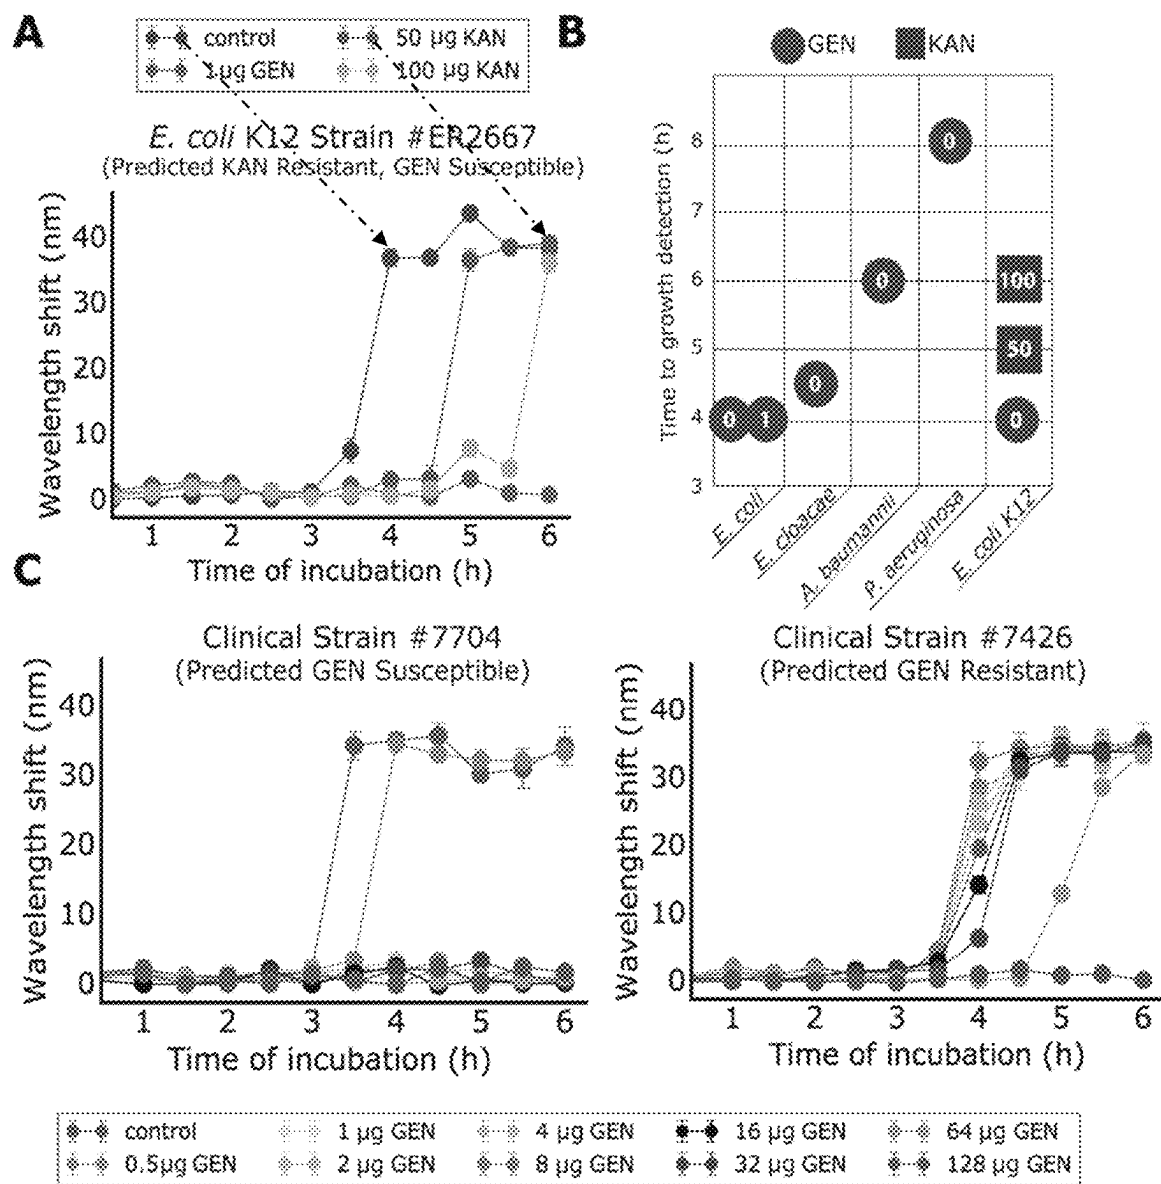 A
control
50 µg KAN
1µg GEN
100 µg KAN
E. coli K12 Strain #ER2667
(Predicted KAN Resistant, GEN Susceptible)
Wavelength shift (nm)
40
30
20
10
0
1 2 3 4 5 6
Time of incubation (h)
B
GEN KAN
Time to growth detection (h)
8
7
6
5
4
3
0
0
100
50
0
0 1
0
E. coli
E. cloacae
A. baumannii
P. aeruginosa
E. coli K12
C
Clinical Strain #7704
(Predicted GEN Susceptible)
Wavelength shift (nm)
40
30
20
10
0
1 2 3 4 5 6
Time of incubation (h)
Clinical Strain #7426
(Predicted GEN Resistant)
Wavelength shift (nm)
40
30
20
10
0
1 2 3 4 5 6
Time of incubation (h)
control 1 µg GEN 4 µg GEN 16 µg GEN 64 µg GEN
0.5µg GEN 2 µg GEN 8 µg GEN 32 µg GEN 128 µg GEN